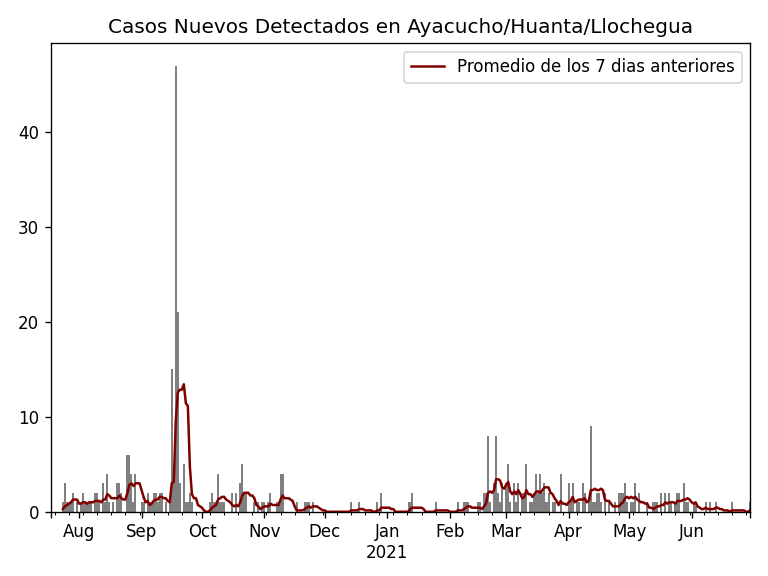 Casos Nuevos Detectados en Ayacucho/Huanta/Llochegua
Promedio de los 7 dias anteriores
40
30
20
10
0
Aug Sep Oct Nov Dec Jan Feb Mar Apr May Jun
2021